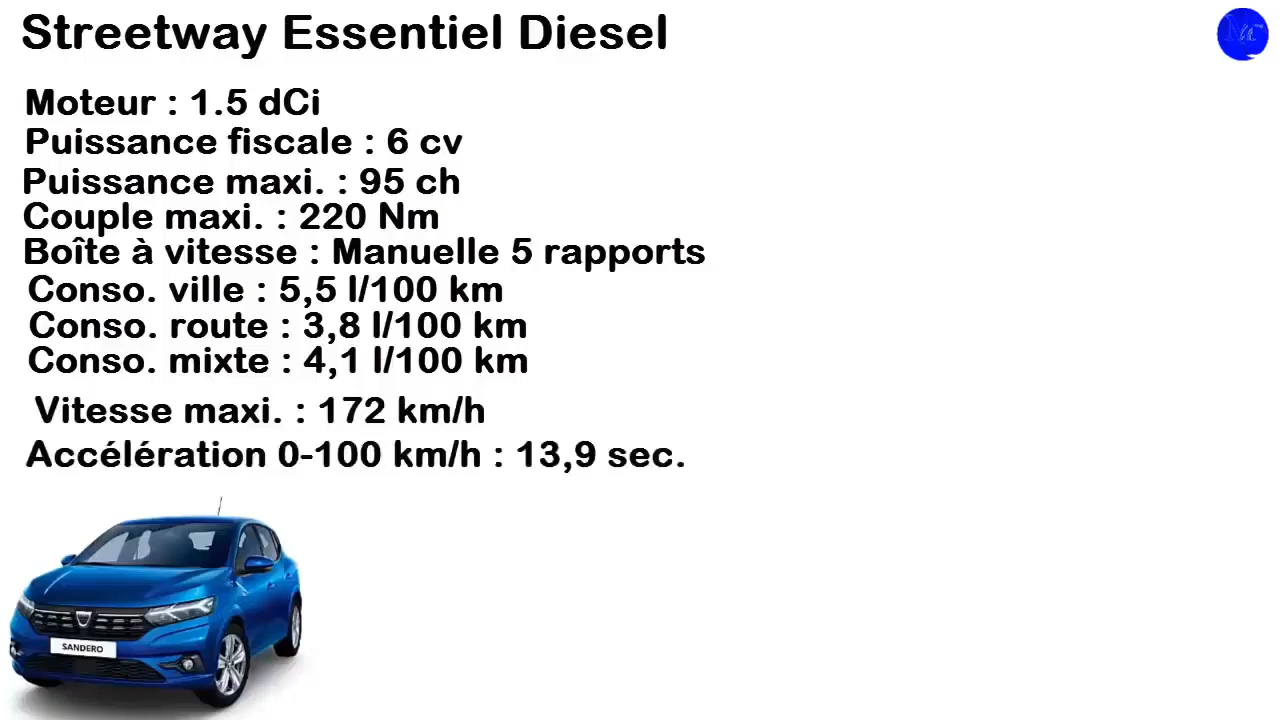 Streetway Essentiel Diesel
Moteur : 1.5 dCi
Puissance fiscale : 6 cv
Puissance maxi. : 95 ch
Couple maxi. : 220 Nm
Boîte à vitesse : Manuelle 5 rapports
Conso. ville : 5,5 l/100 km
Conso. route : 3,8 l/100 km
Conso. mixte : 4,1 l/100 km
Vitesse maxi. : 172 km/h
Accélération 0-100 km/h : 13,9 sec.
SANDERO